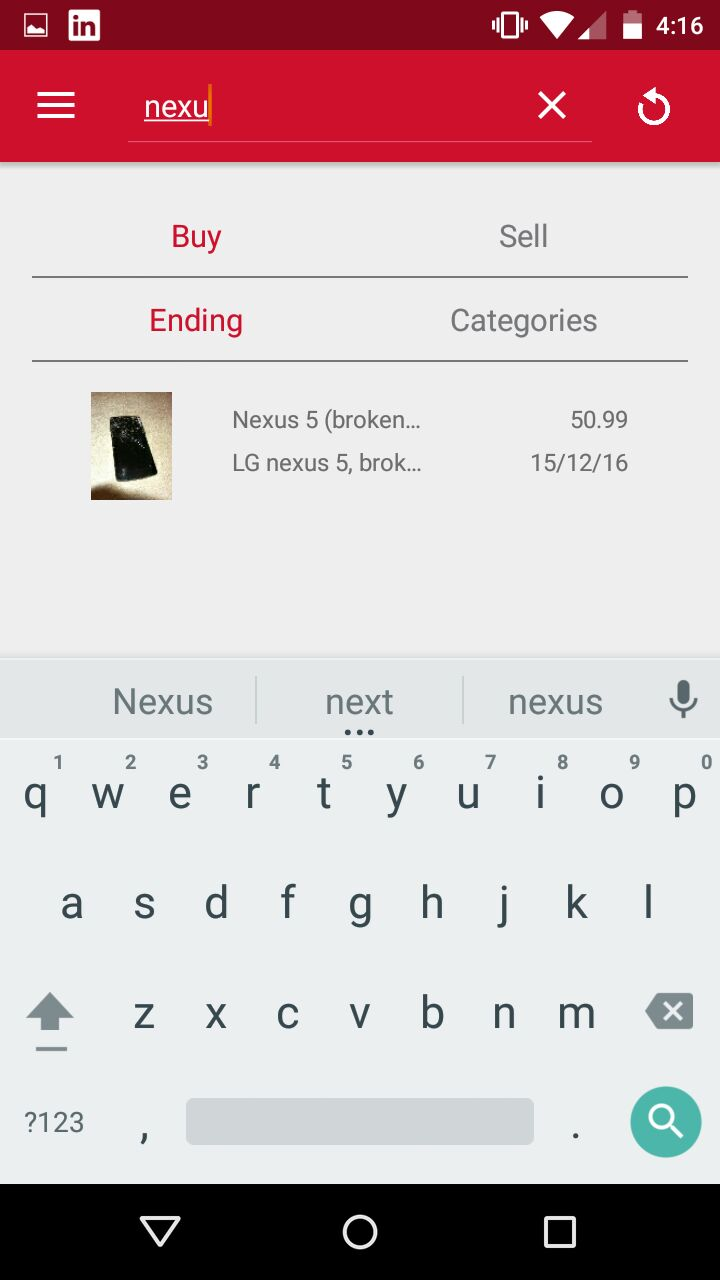 in 4:16
nexu
Buy Sell
Ending Categories
Nexus 5 (broken... 50.99
LG nexus 5, brok... 15/12/16
Nexus next nexus
1 2 3 4 5 6 7 8 9 0
q w e r t y u i o p
a s d f g h j k l
z x c v b n m
?123 , .